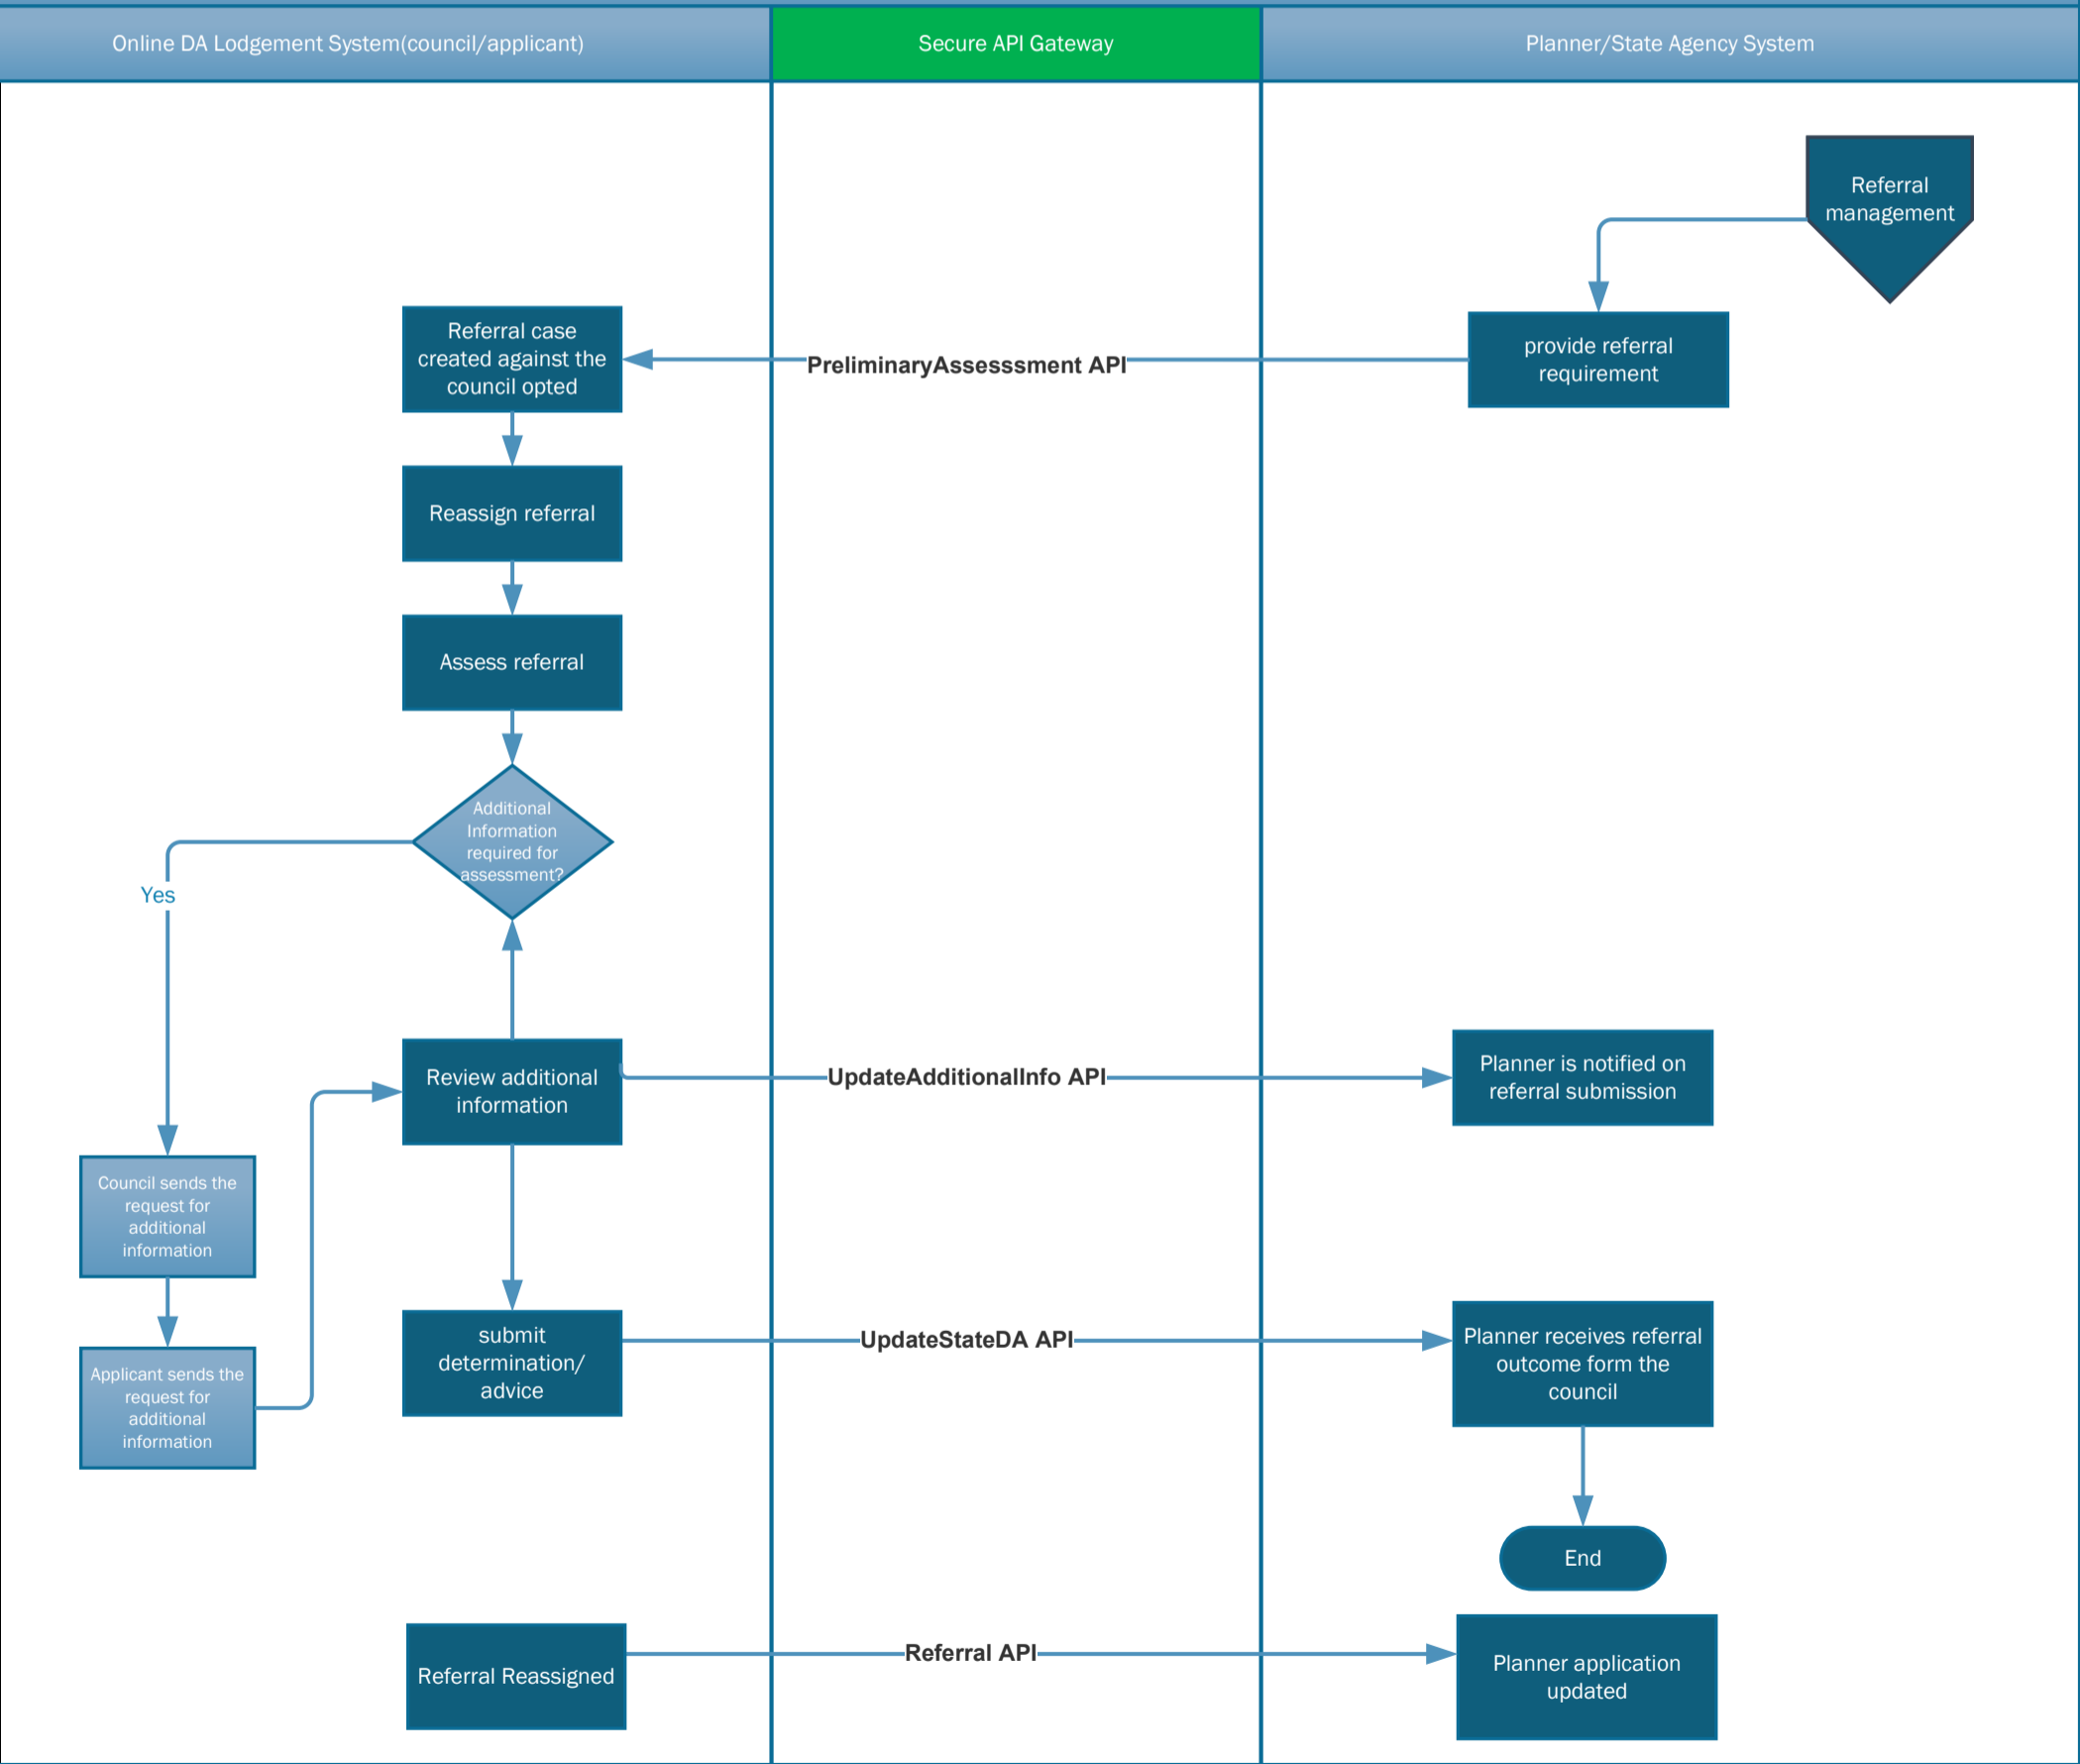 Online DA Lodgement System(council/applicant)
Secure API Gateway
Planner/State Agency System
Referral
management
provide referral
requirement
PreliminaryAssesssment API
Referral case
created against the
council opted
Reassign referral
Assess referral
Additional
Information
required for
assessment?
Yes
Review additional
information
UpdateAdditionalInfo API
Planner is notified on
referral submission
Council sends the
request for
additional
information
Applicant sends the
request for
additional
information
submit
determination/
advice
UpdateStateDA API
Planner receives referral
outcome form the
council
End
Referral Reassigned
Referral API
Planner application
updated